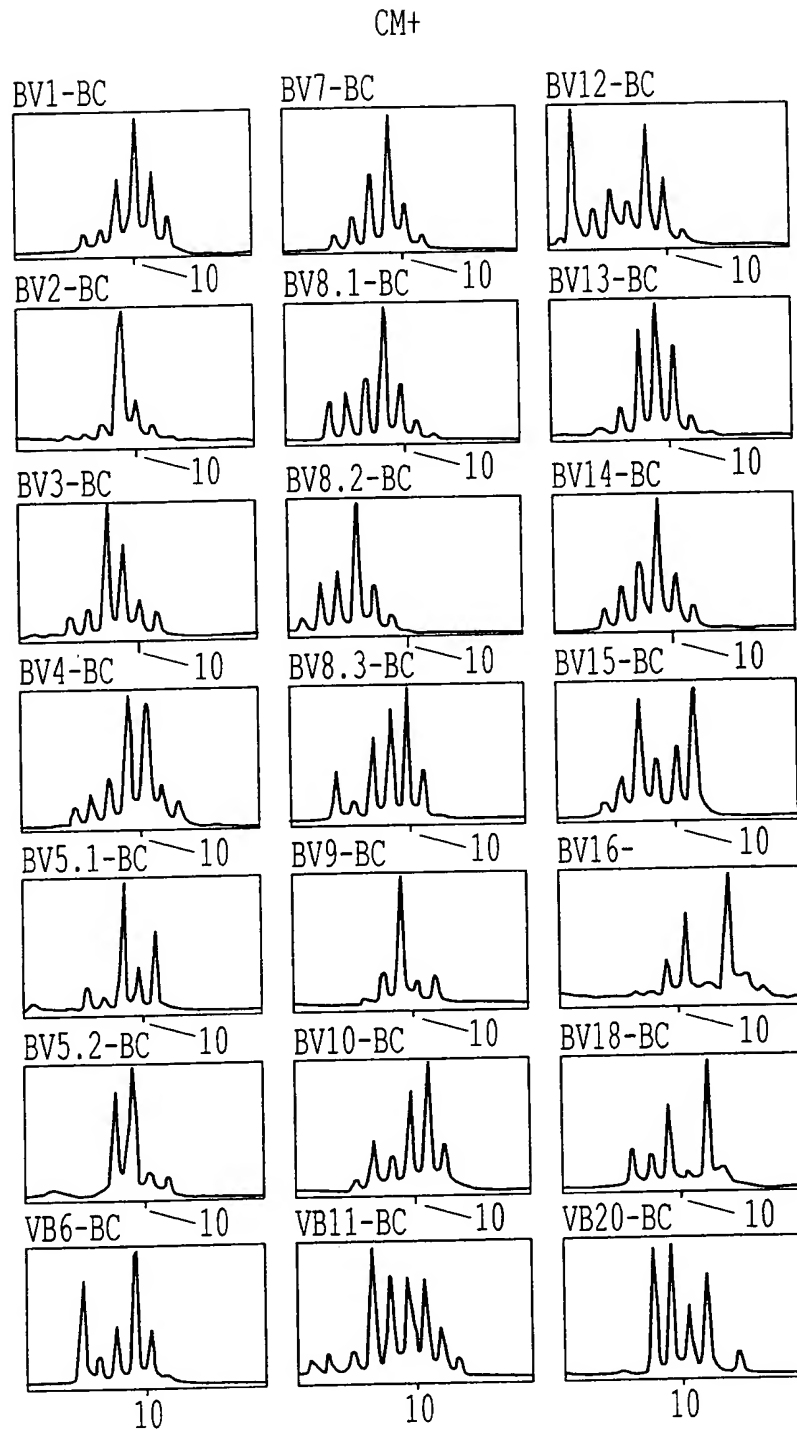 CM+
BV1-BC BV7-BC BV12-BC
10 10 10
BV2-BC BV8.1-BC BV13-BC
10 10 10
BV3-BC BV8.2-BC BV14-BC
10 10 10
BV4-BC BV8.3-BC BV15-BC
10 10 10
BV5.1-BC BV9-BC BV16-
10 10 10
BV5.2-BC BV10-BC BV18-BC
10 10 10
VB6-BC VB11-BC VB20-BC
10 10 10